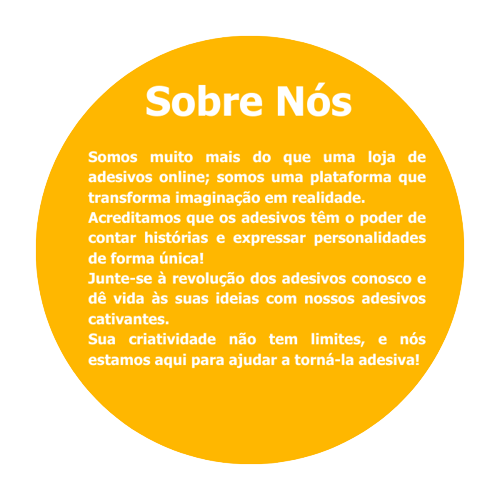 Sobre Nós
Somos muito mais do que uma loja de
adesivos online; somos uma plataforma que
transforma imaginação em realidade.
Acreditamos que os adesivos têm o poder de
contar histórias e expressar personalidades
de forma única!
Junte-se à revolução dos adesivos conosco e
dê vida às suas ideias com nossos adesivos
cativantes.
Sua criatividade não tem limites, e nós
estamos aqui para ajudar a torná-la adesiva!